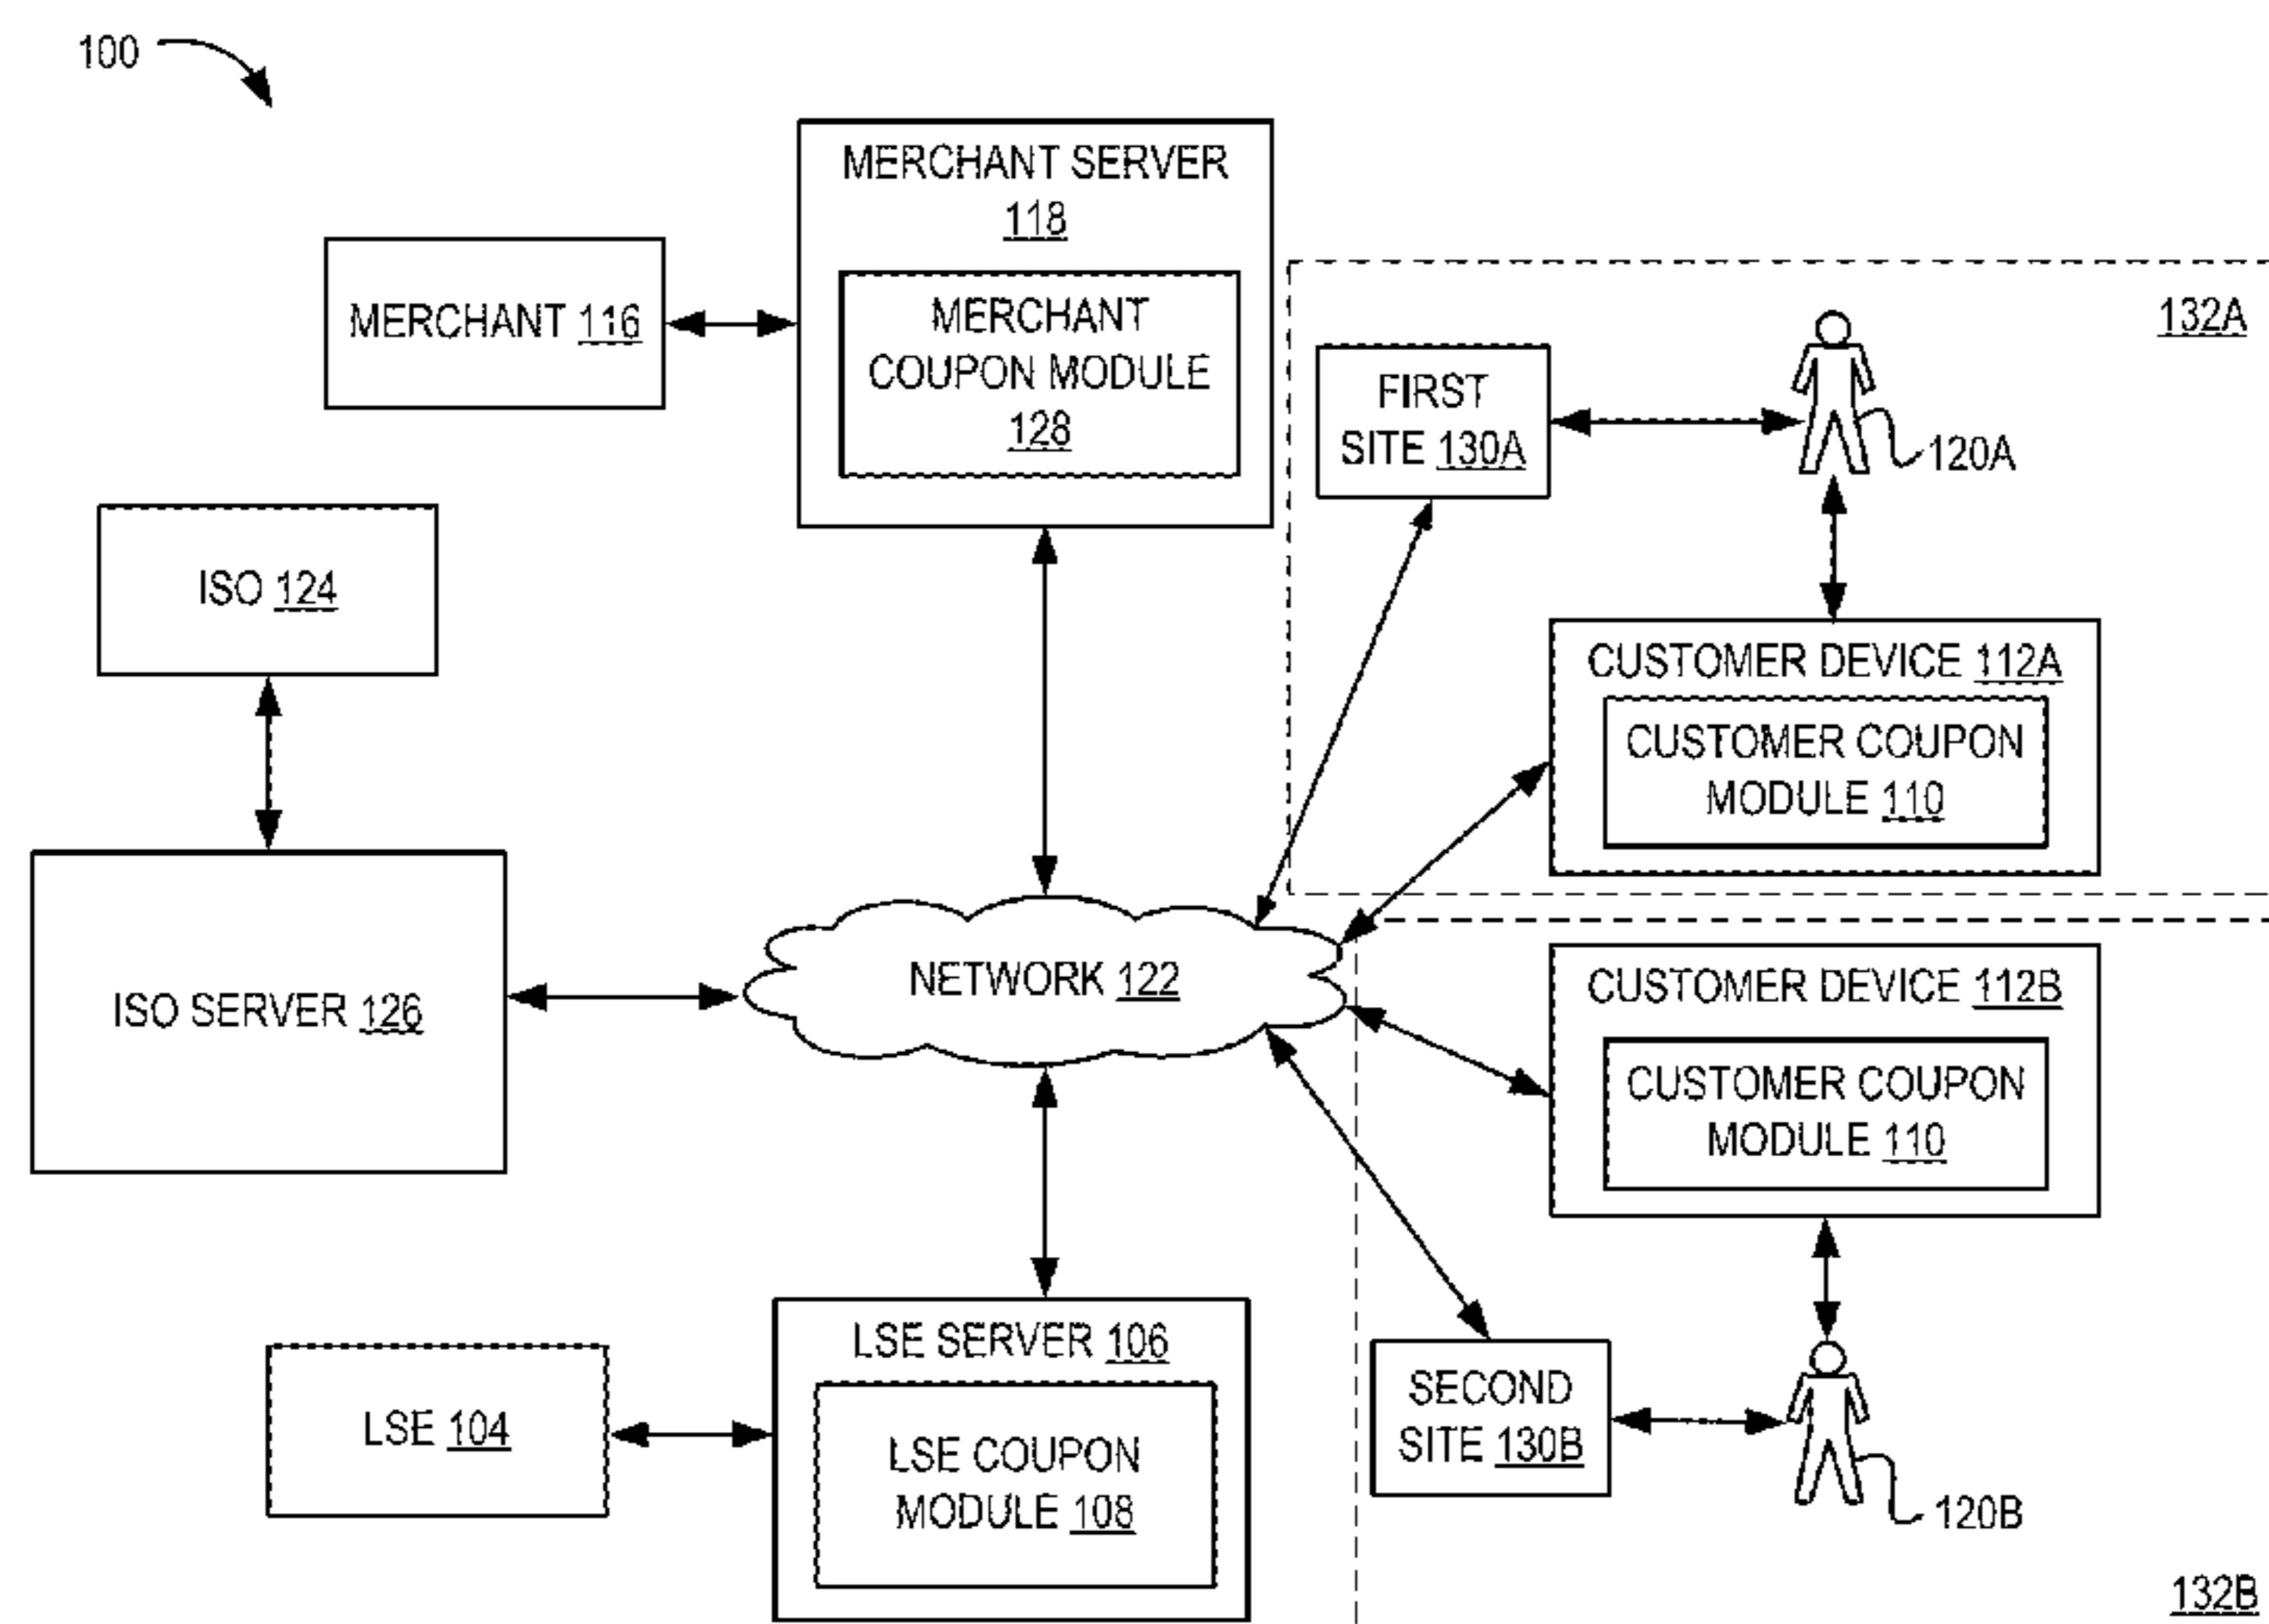 100
MERCHANT SERVER
118
MERCHANT 116
MERCHANT
COUPON MODULE
128
132A
FIRST
SITE 130A
120A
ISO 124
CUSTOMER DEVICE 112A
CUSTOMER COUPON
MODULE 110
ISO SERVER 126
NETWORK 122
CUSTOMER DEVICE 112B
CUSTOMER COUPON
MODULE 110
LSE SERVER 106
LSE 104
LSE COUPON
MODULE 108
SECOND
SITE 130B
120B
132B